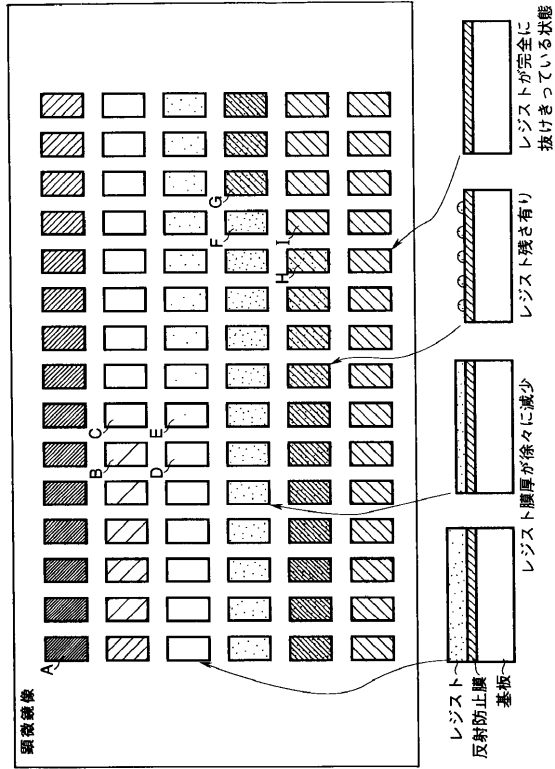 顕微鏡像
A
B
C
D
E
F
G
H
I
レジスト
反射防止膜
基板
レジスト膜厚が徐々に減少
レジスト残さ有り
レジストが完全に
抜けきっている状態